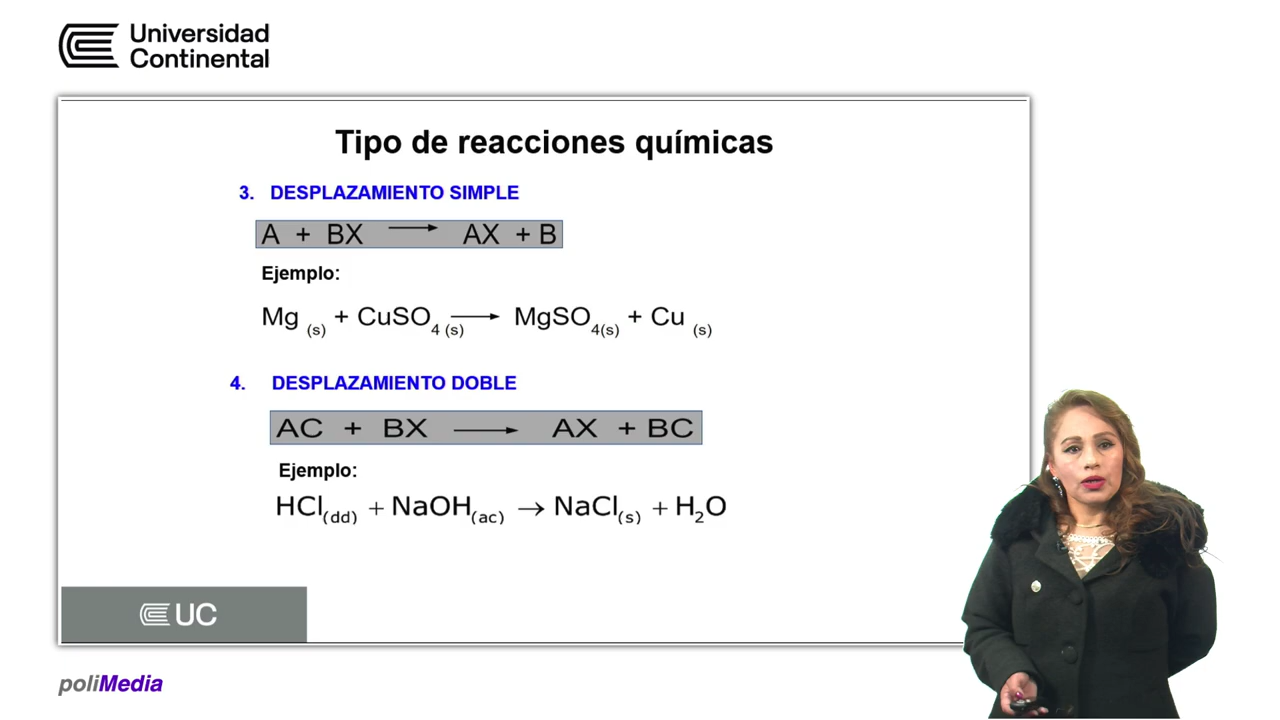 Universidad
Continental
Tipo de reacciones químicas
3. DESPLAZAMIENTO SIMPLE
A + BX ⟶ AX + B
Ejemplo:
Mg (s) + CuSO4 (s) ⟶ MgSO4(s) + Cu (s)
4. DESPLAZAMIENTO DOBLE
AC + BX ⟶ AX + BC
Ejemplo:
HCl(dd) + NaOH(ac) → NaCl(s) + H2O
UC
poliMedia